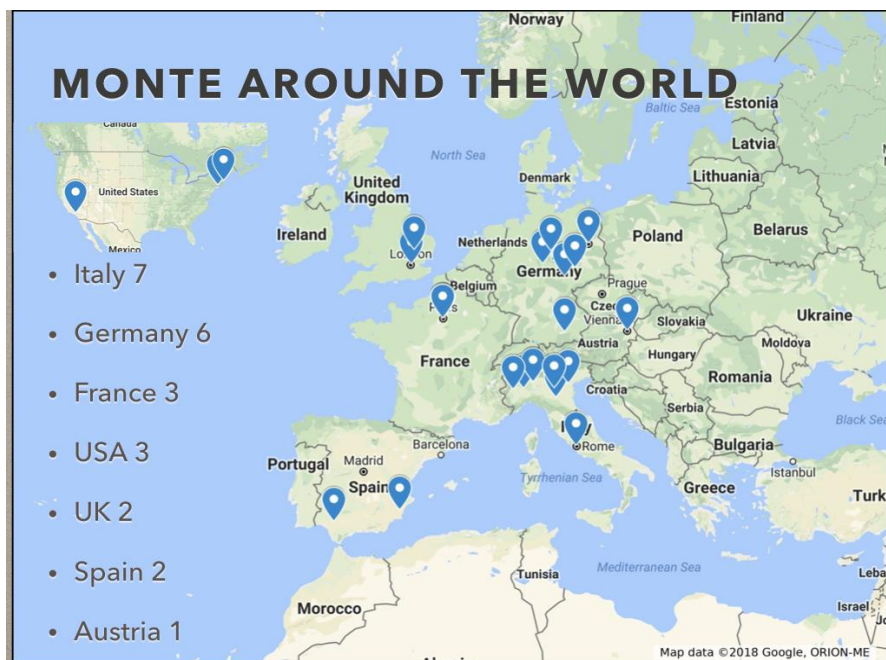 Norway
Finland
MONTE AROUND THE WORLD
Baltic Sea
Estonia
Canada
Latvia
North Sea
Lithuania
Denmark
United States
United
Kingdom
Belarus
Ireland
Netherlands
Poland
Mexico
London
Germany
Italy 7
Belgium
Prague
Paris
Ukraine
Vienna
Slovakia
Germany 6
Austria
Moldova
Hungary
France
Romania
France 3
Croatia
Serbia
Black Sea
Italy
Barcelona
Rome
Bulgaria
USA 3
Portugal
Madrid
Istanbul
Tyrrhenian Sea
Spain
Greece
Turk
UK 2
Mediterranean Sea
Spain 2
Tunisia
Leba
Morocco
Israel
Austria 1
Map data ©2018 Google, ORION-ME